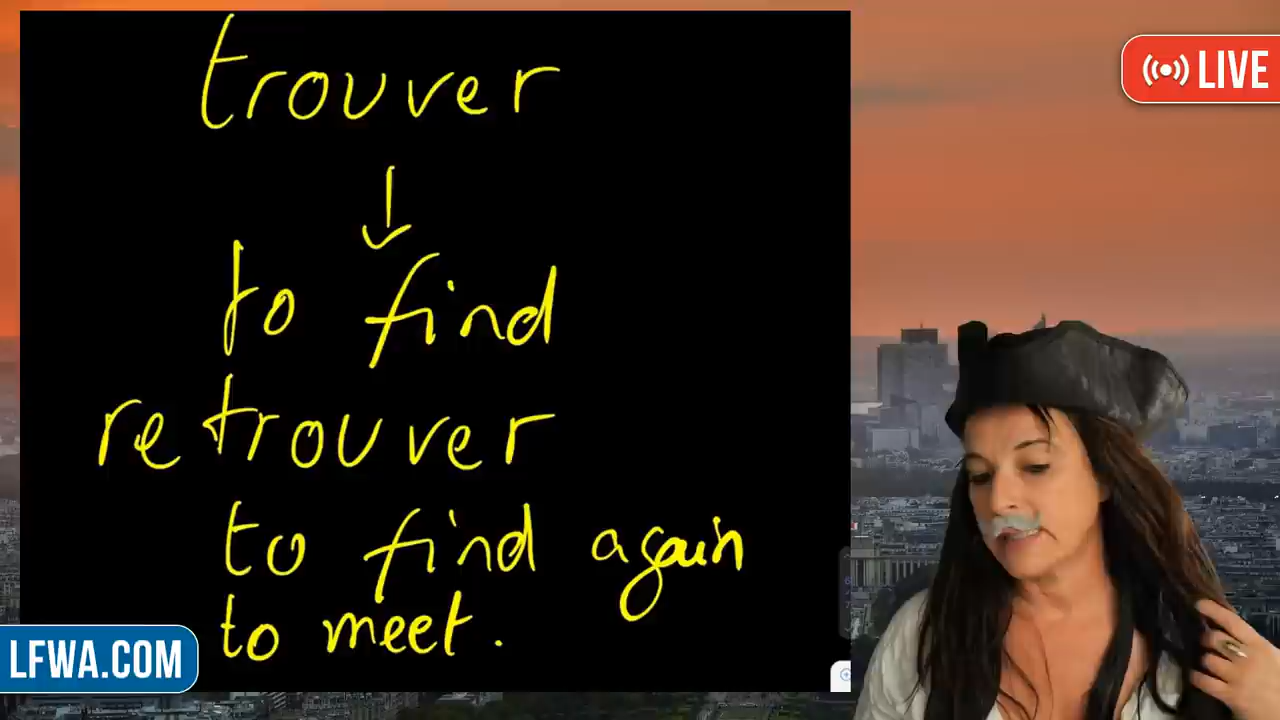 trouver
to find
retrouver
to find again
to meet.
LIVE
LFWA.COM